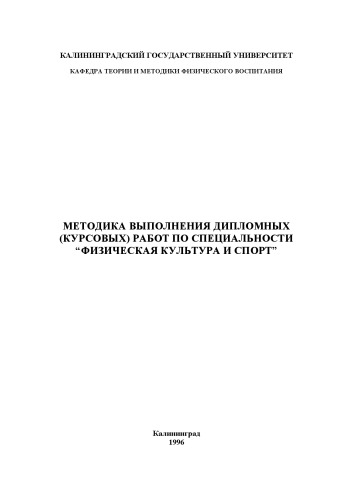 КАЛИНИНГРАДСКИЙ ГОСУДАРСТВЕННЫЙ УНИВЕРСИТЕТ
КАФЕДРА ТЕОРИИ И МЕТОДИКИ ФИЗИЧЕСКОГО ВОСПИТАНИЯ
МЕТОДИКА ВЫПОЛНЕНИЯ ДИПЛОМНЫХ
(КУРСОВЫХ) РАБОТ ПО СПЕЦИАЛЬНОСТИ
“ФИЗИЧЕСКАЯ КУЛЬТУРА И СПОРТ”
Калининград
1996